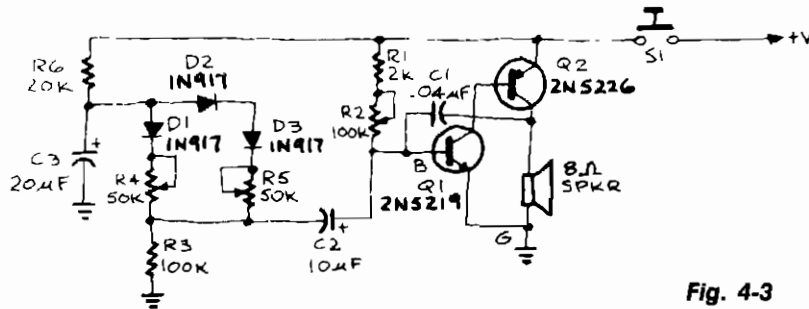 R6
20K
D2
1N917
R1
2K
C1
.04µF
Q2
2N5226
S1
+V
D1
1N917
D3
1N917
R2
100K
C3
20µF
+
R4
50K
R5
50K
B
Q1
2N5219
8Ω
SPKR
R3
100K
C2
+
10µF
G
Fig. 4-3